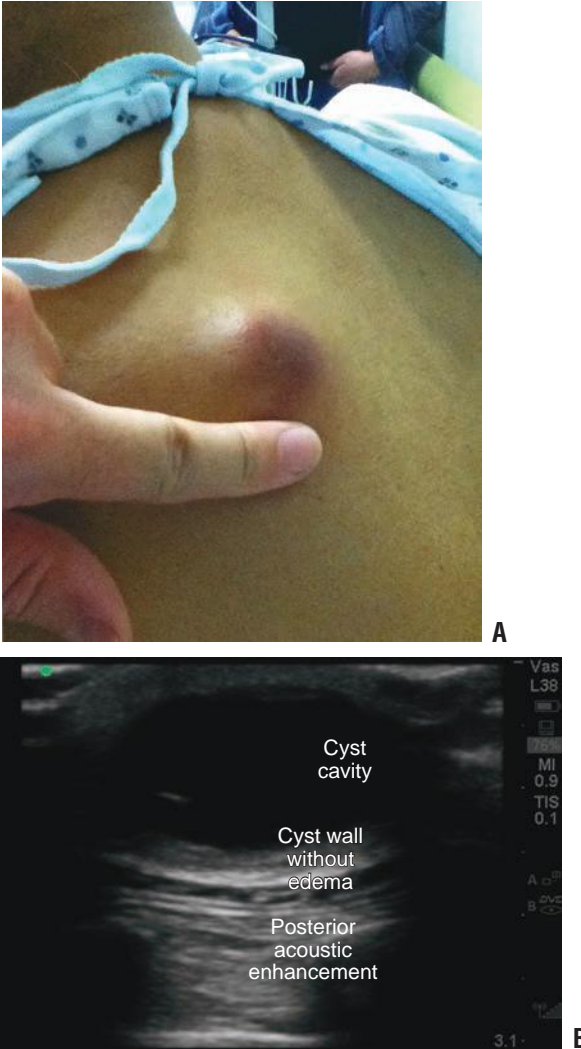 A
Vas
L38
76%
MI
0.9
TIS
0.1
A
B
3.1
Cyst
cavity
Cyst wall
without
edema
Posterior
acoustic
enhancement